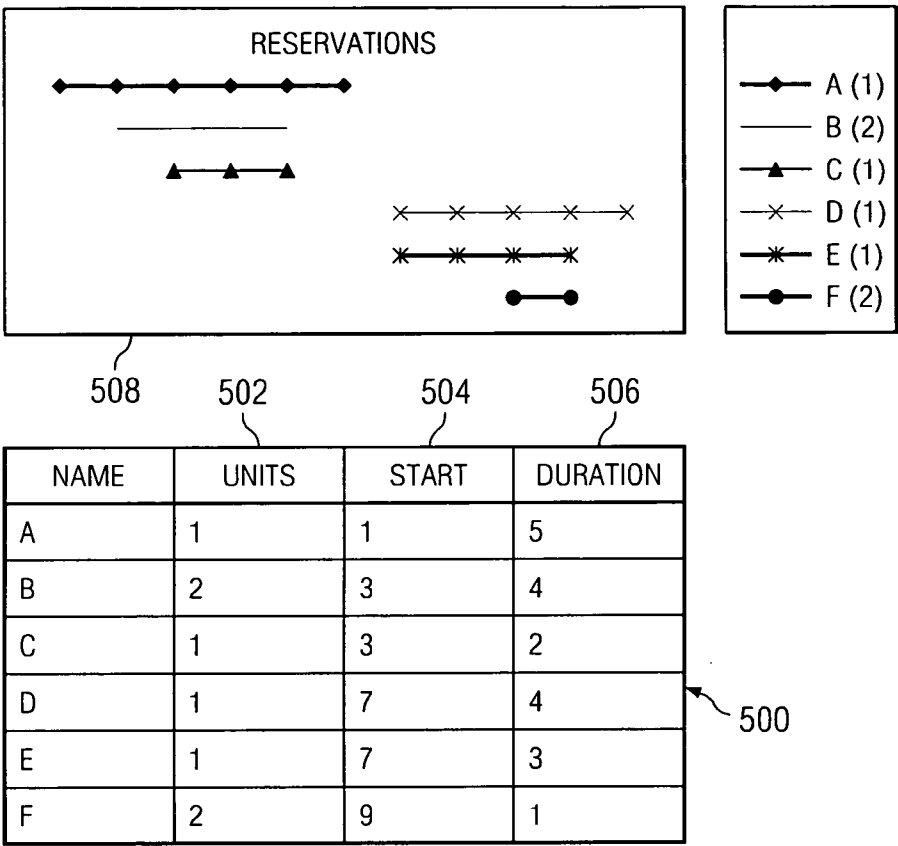 RESERVATIONS
A (1)
B (2)
C (1)
D (1)
E (1)
F (2)
508
502
504
506
NAME UNITS START DURATION
A 1 1 5
B 2 3 4
C 1 3 2
D 1 7 4
E 1 7 3
F 2 9 1
500